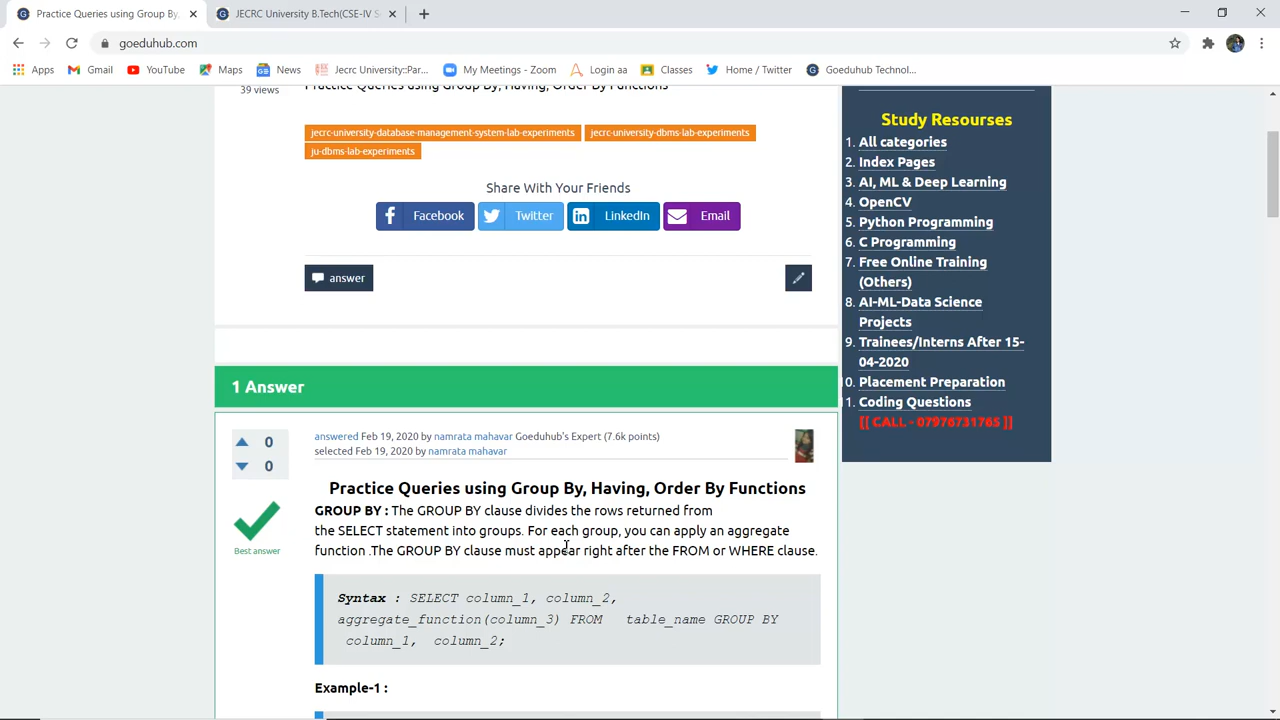 Practice Queries using Group By,
JECRC University B.Tech(CSE-IV S
goeduhub.com
Apps
Gmail
YouTube
Maps
News
Jecrc University::Par...
My Meetings - Zoom
Login aa
Classes
Home / Twitter
Goeduhub Technol...
39 views
Practice Queries using Group By, Having, Order By Functions
jecrc-university-database-management-system-lab-experiments
jecrc-university-dbms-lab-experiments
ju-dbms-lab-experiments
Share With Your Friends
Facebook
Twitter
LinkedIn
Email
answer
1 Answer
0
0
Best answer
answered Feb 19, 2020 by namrata mahavar Goeduhub's Expert (7.6k points)
selected Feb 19, 2020 by namrata mahavar
Practice Queries using Group By, Having, Order By Functions
GROUP BY : The GROUP BY clause divides the rows returned from
the SELECT statement into groups. For each group, you can apply an aggregate
function .The GROUP BY clause must appear right after the FROM or WHERE clause.
Syntax : SELECT column_1, column_2,
aggregate_function(column_3) FROM table_name GROUP BY
column_1, column_2;
Example-1 :
Study Resourses
1. All categories
2. Index Pages
3. AI, ML & Deep Learning
4. OpenCV
5. Python Programming
6. C Programming
7. Free Online Training
(Others)
8. AI-ML-Data Science
Projects
9. Trainees/Interns After 15-
04-2020
10. Placement Preparation
11. Coding Questions
[[ CALL - 07976731765 ]]